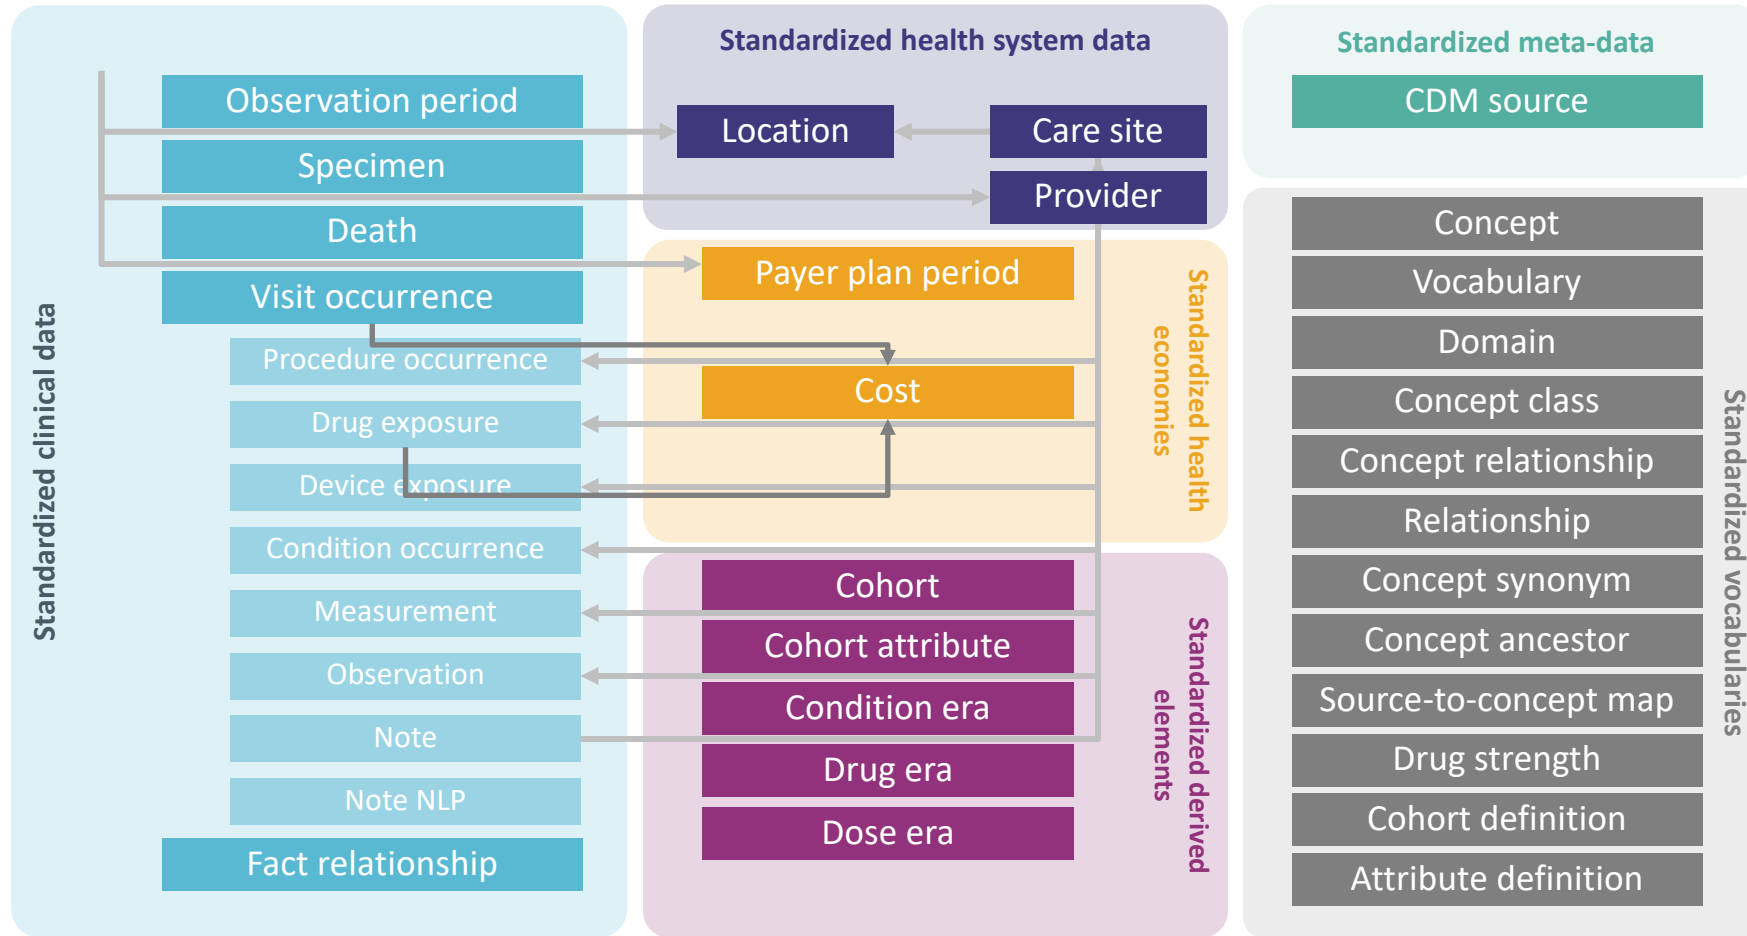 Standardized clinical data
Observation period
Specimen
Death
Visit occurrence
Procedure occurrence
Drug exposure
Device exposure
Condition occurrence
Measurement
Observation
Note
Note NLP
Fact relationship
Standardized health system data
Location
Care site
Provider
Payer plan period
Cost
Standardized health
economies
Cohort
Cohort attribute
Condition era
Drug era
Dose era
Standardized derived
elements
Standardized meta-data
CDM source
Concept
Vocabulary
Domain
Concept class
Concept relationship
Relationship
Concept synonym
Concept ancestor
Source-to-concept map
Drug strength
Cohort definition
Attribute definition
Standardized vocabularies